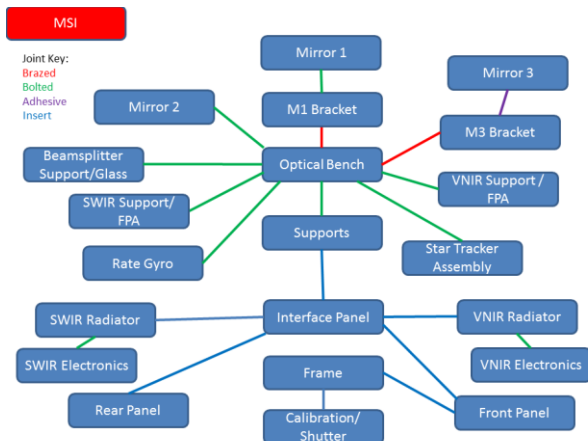 MSI
Joint Key:
Brazed
Bolted
Adhesive
Insert
Mirror 1
Mirror 3
Mirror 2
M1 Bracket
M3 Bracket
Beamsplitter
Support/Glass
Optical Bench
VNIR Support /
FPA
SWIR Support/
FPA
Supports
Star Tracker
Assembly
Rate Gyro
SWIR Radiator
Interface Panel
VNIR Radiator
SWIR Electronics
Frame
VNIR Electronics
Rear Panel
Calibration/
Shutter
Front Panel